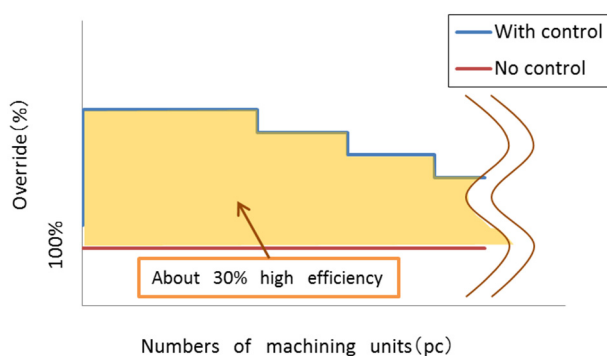 With control
No control
Override(%)
100%
About 30% high efficiency
Numbers of machining units(pc)